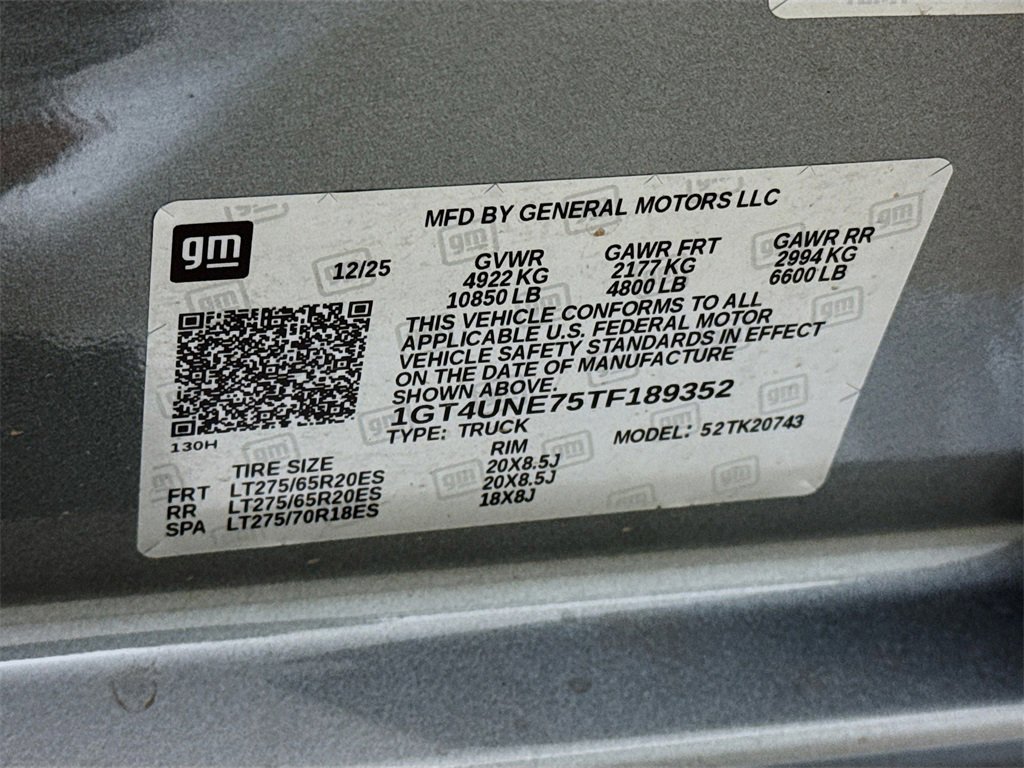 gm
MFD BY GENERAL MOTORS LLC
12/25
GVWR
4922 KG
10850 LB
GAWR FRT
2177 KG
4800 LB
GAWR RR
2994 KG
6600 LB
THIS VEHICLE CONFORMS TO ALL
APPLICABLE U.S. FEDERAL MOTOR
VEHICLE SAFETY STANDARDS IN EFFECT
ON THE DATE OF MANUFACTURE
SHOWN ABOVE.
1GT4UNE75TF189352
TYPE: TRUCK
MODEL: 52TK20743
130H
TIRE SIZE RIM
FRT LT275/65R20ES 20X8.5J
RR LT275/65R20ES 20X8.5J
SPA LT275/70R18ES 18X8J